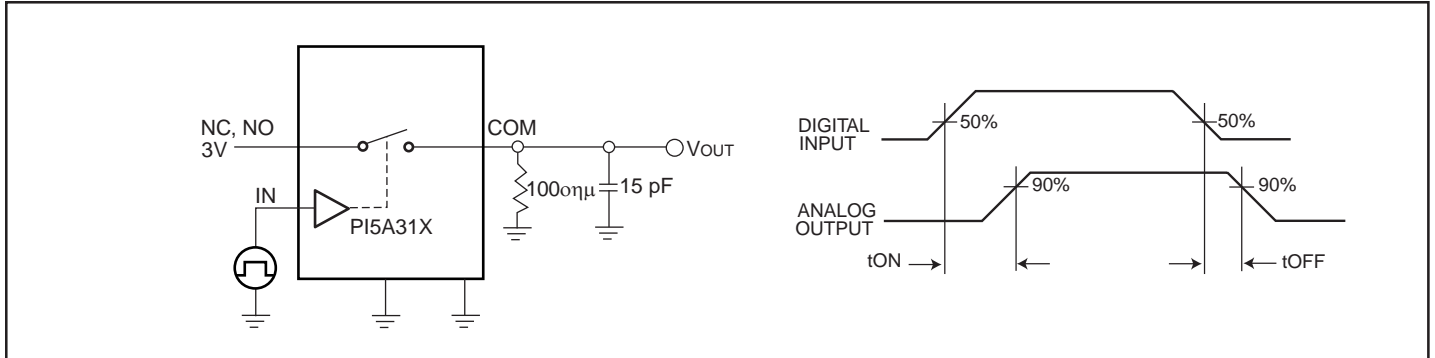 NC, NO
3V
COM
VOUT
100οημ
15 pF
IN
PI5A31X
DIGITAL
INPUT
50%
50%
ANALOG
OUTPUT
90%
90%
tON
tOFF